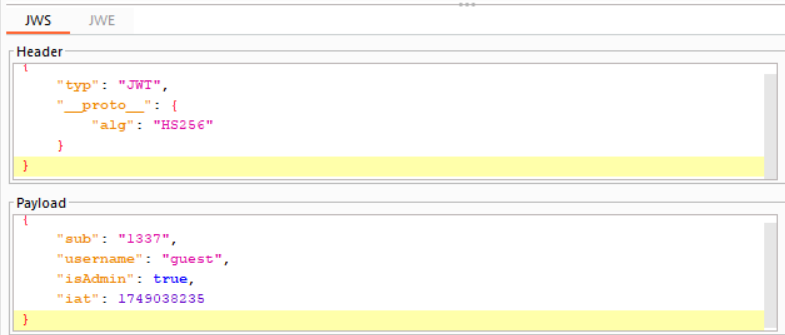 JWS JWE
Header
{
"typ": "JWT",
"__proto__": {
"alg": "HS256"
}
}
Payload
{
"sub": "1337",
"username": "guest",
"isAdmin": true,
"iat": 1749038235
}